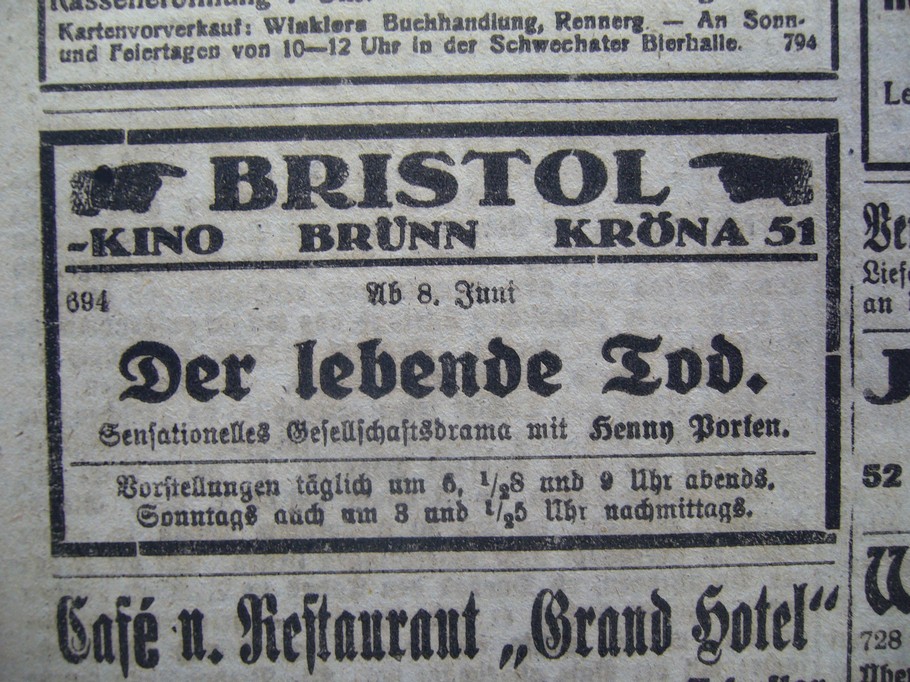 Kartenvorverkauf: Winklers Buchhandlung, Rennerg. — An Sonn-
und Feiertagen von 10—12 Uhr in der Schwechater Bierhalle. 794
BRISTOL
-KINO BRÜNN KRÖNA 51
694 Ab 8. Juni
Der lebende Tod.
Sensationelles Gesellschaftsdrama mit Henny Porten.
Vorstellungen täglich um 6, 1/28 und 9 Uhr abends.
Sonntags auch um 3 und 1/25 Uhr nachmittags.
Café u. Restaurant „Grand Hotel“
an
52
728